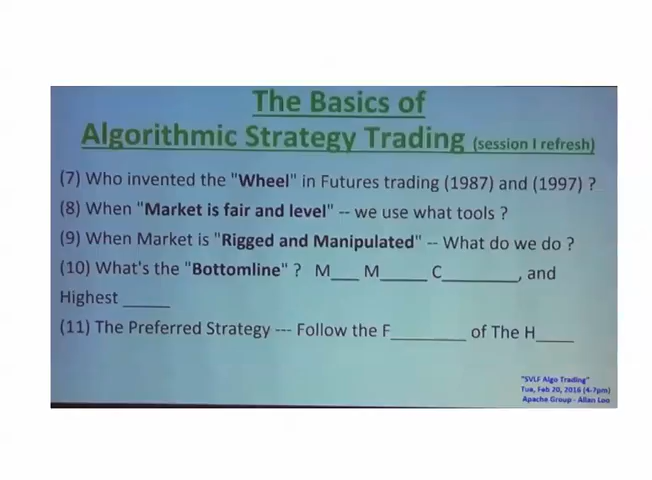 The Basics of
Algorithmic Strategy Trading (session I refresh)
(7) Who invented the "Wheel" in Futures trading (1987) and (1997) ?
(8) When "Market is fair and level" -- we use what tools ?
(9) When Market is "Rigged and Manipulated" -- What do we do ?
(10) What's the "Bottomline" ? M___ M_____ C________, and
Highest _____
(11) The Preferred Strategy --- Follow the F________ of The H____
"SVLF Algo Trading"
Tue, Feb 20, 2016 (4-7pm)
Apache Group - Allan Loo